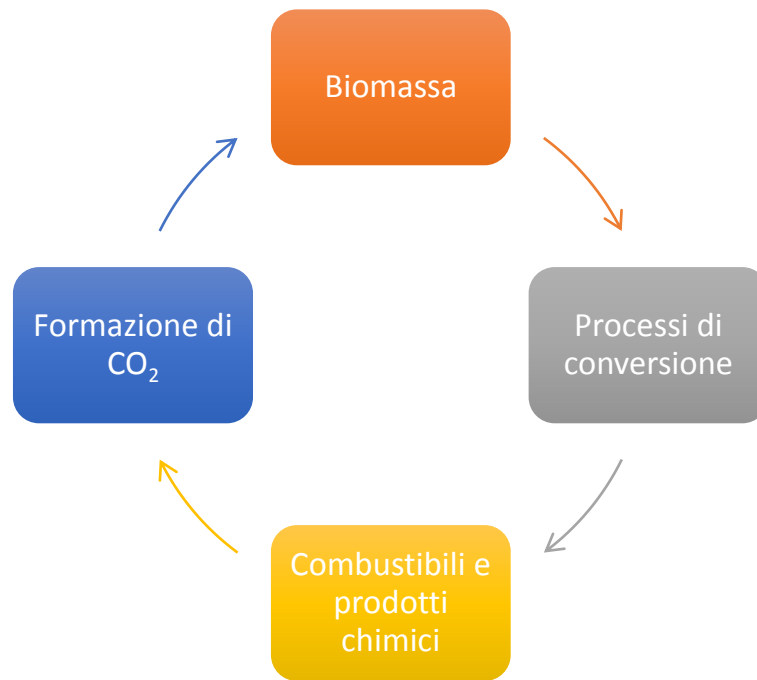 Biomassa
Processi di
conversione
Combustibili e
prodotti
chimici
Formazione di
CO₂